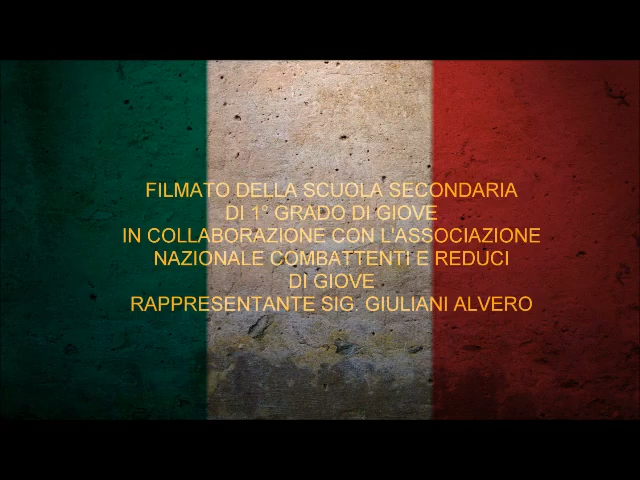 FILMATO DELLA SCUOLA SECONDARIA
DI 1° GRADO DI GIOVE
IN COLLABORAZIONE CON L'ASSOCIAZIONE
NAZIONALE COMBATTENTI E REDUCI
DI GIOVE
RAPPRESENTANTE SIG. GIULIANI ALVERO